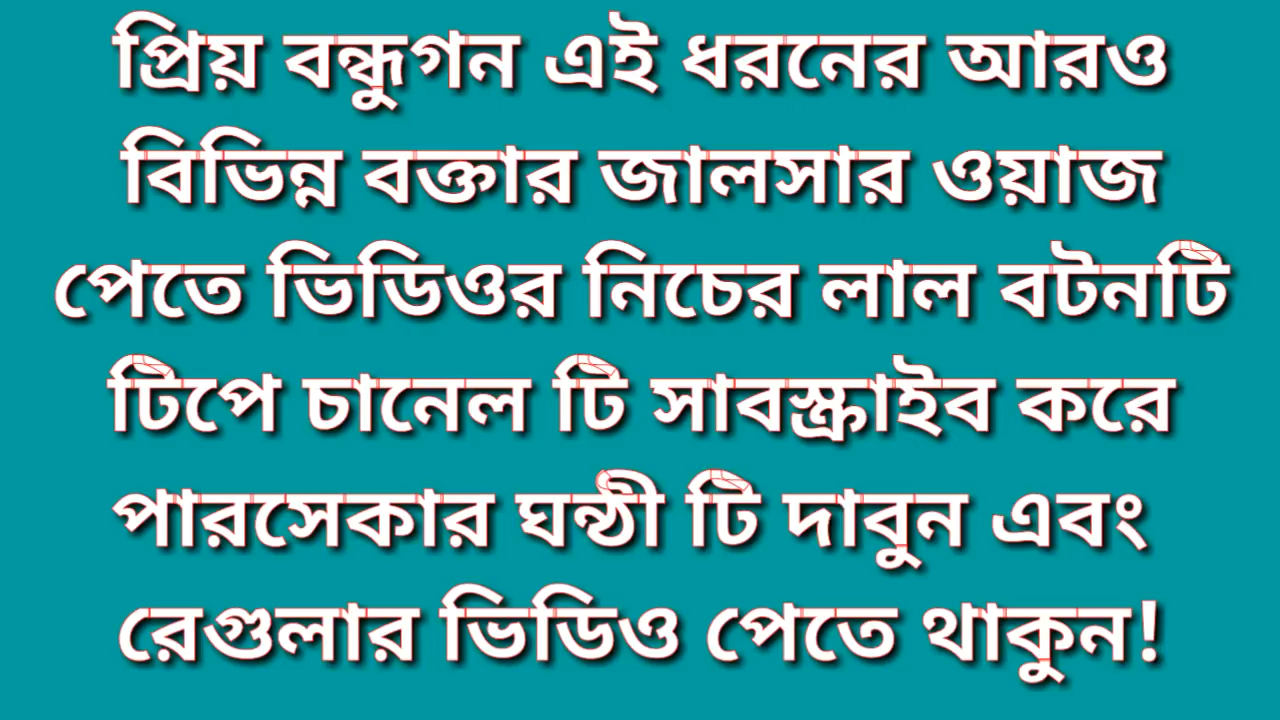 প্রিয় বন্ধুগন এই ধরনের আরও
বিভিন্ন বক্তার জালসার ওয়াজ
পেতে ভিডিওর নিচের লাল বটনটি
টিপে চানেল টি সাবস্ক্রাইব করে
পারসেকার ঘন্ঠী টি দাবুন এবং
রেগুলার ভিডিও পেতে থাকুন!